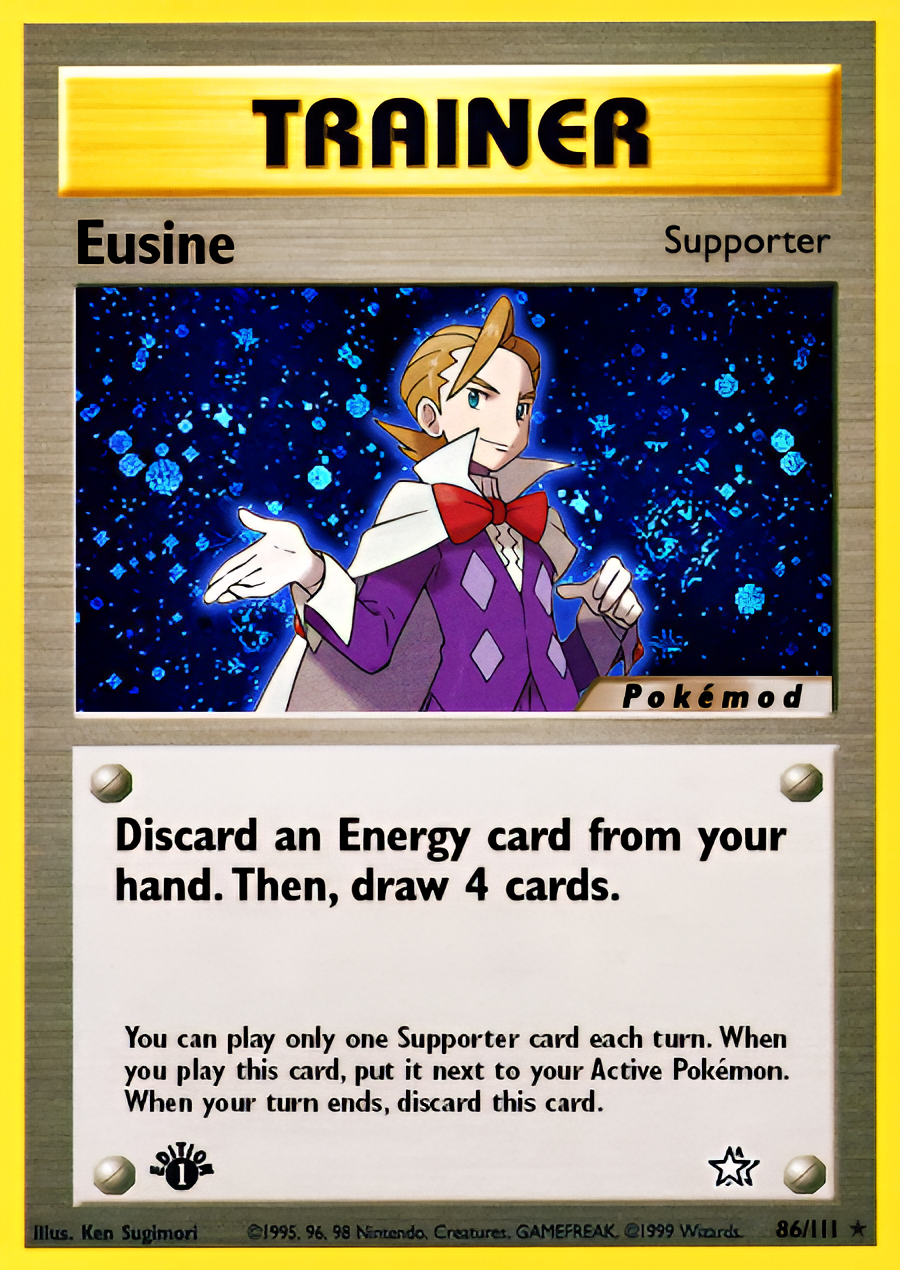 TRAINER
Eusine Supporter
Pokémod
Discard an Energy card from your
hand. Then, draw 4 cards.
You can play only one Supporter card each turn. When
you play this card, put it next to your Active Pokémon.
When your turn ends, discard this card.
EDITION
1
Illus. Ken Sugimori ©1995, 96, 98 Nintendo, Creatures, GAMEFREAK. ©1999 Wizards. 86/111 ★